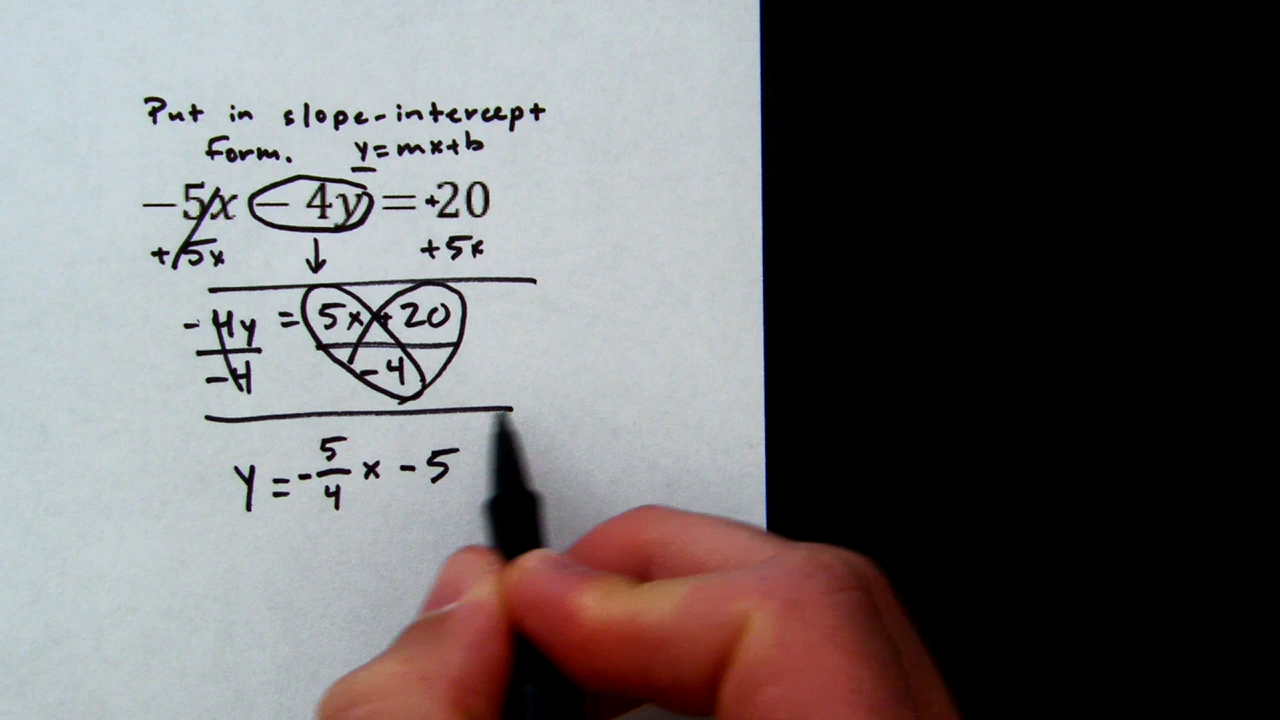 Put in slope-intercept
Form. y=mx+b
−5x − 4y = +20
+5x +5x
-4y = 5x+20
-4 -4
y = -5/4 x - 5